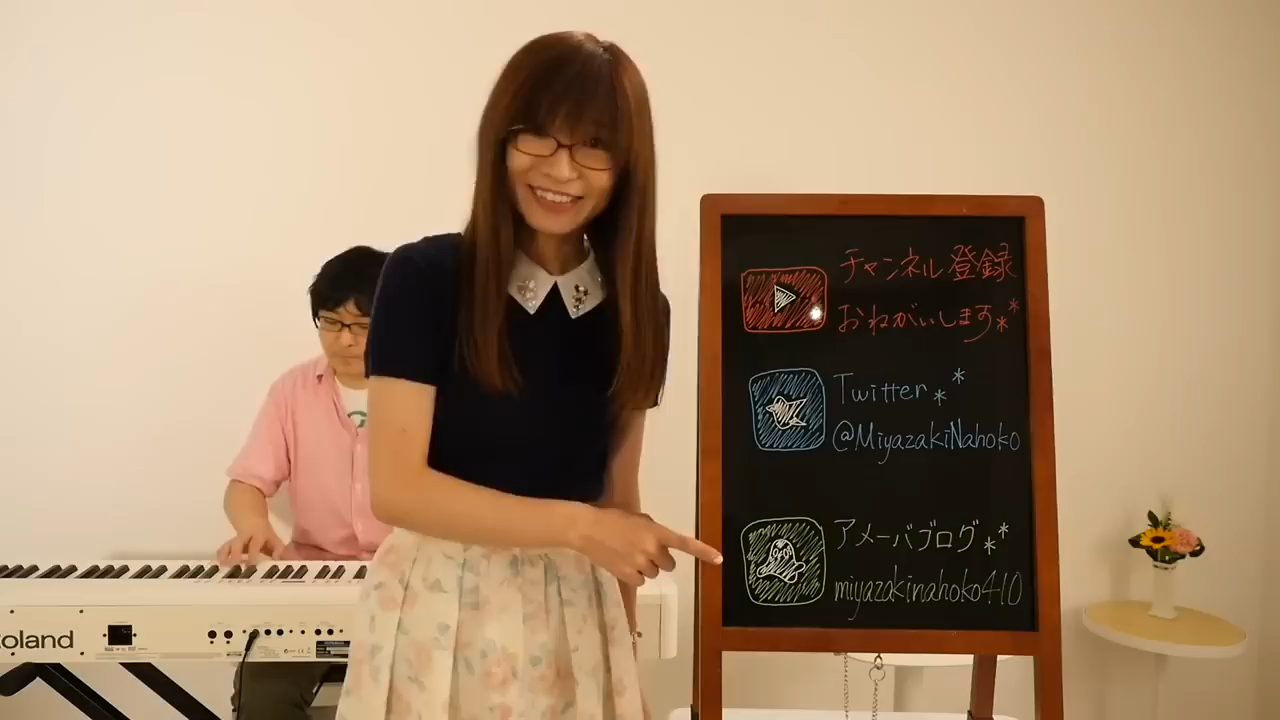 チャンネル登録
おねがいします**
Twitter**
@MiyazakiNahoko
アメーバブログ**
miyazakinahoko410
Roland